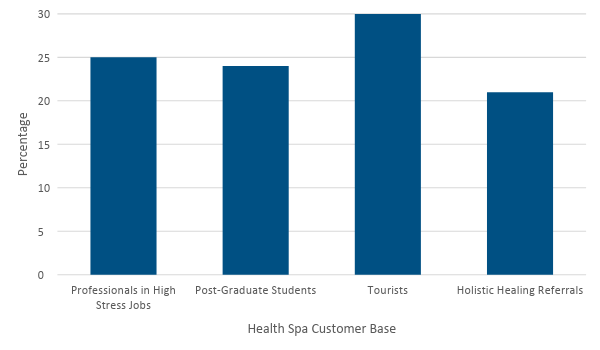 30
25
20
15
10
5
0
Percentage
Professionals in High
Stress Jobs
Post-Graduate Students
Tourists
Holistic Healing Referrals
Health Spa Customer Base